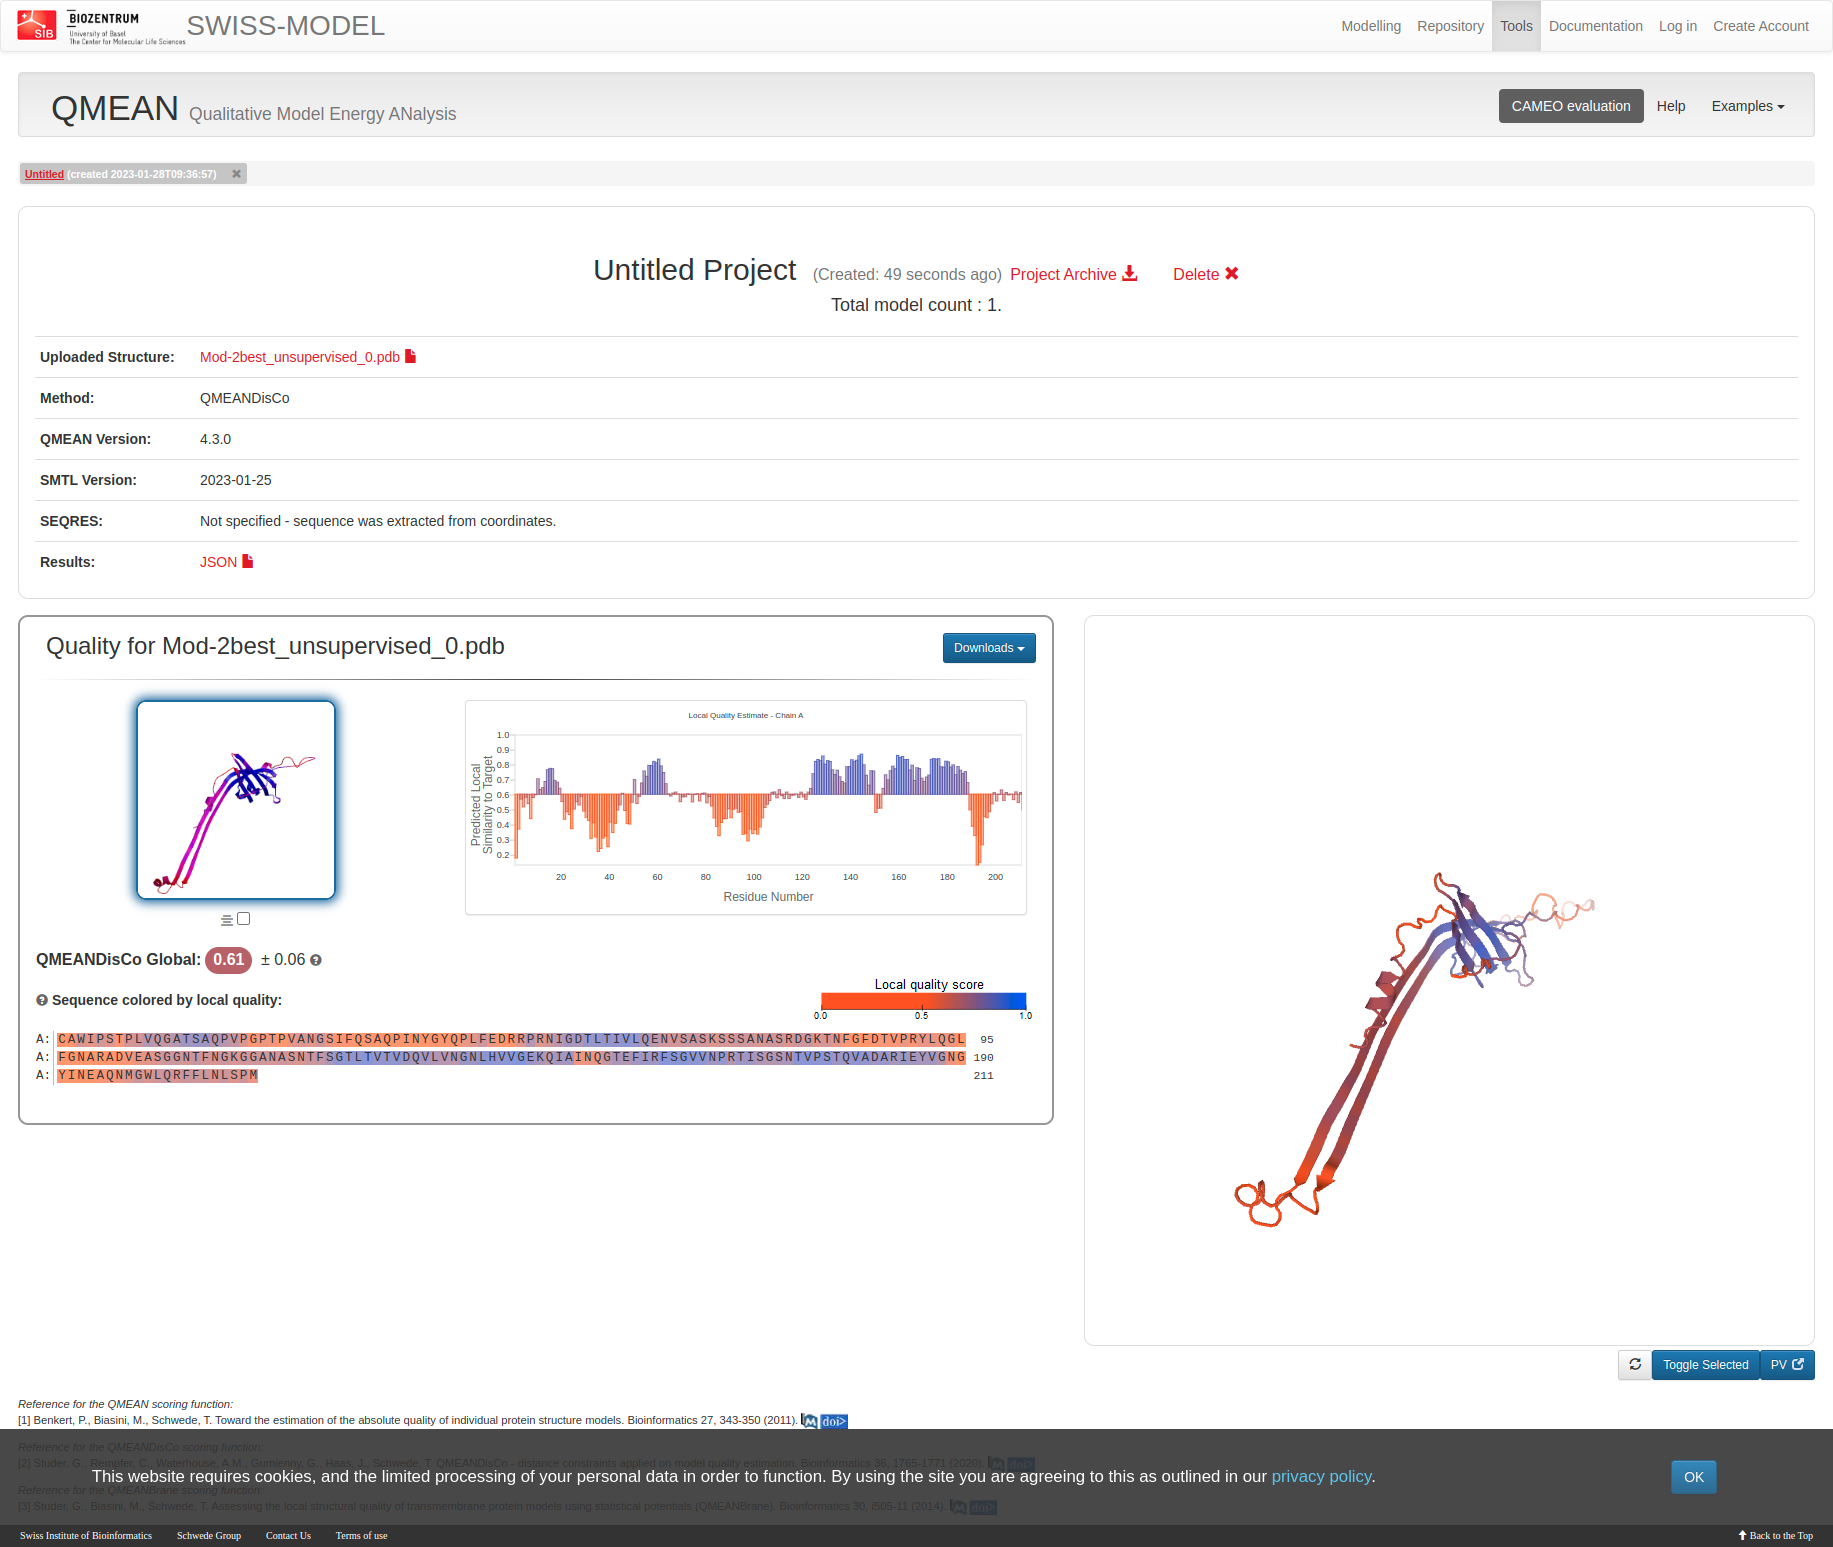 SIB BIOZENTRUM University of Basel The Center for Molecular Life Sciences SWISS-MODEL Modelling Repository Tools Documentation Log in Create Account
QMEAN Qualitative Model Energy ANalysis CAMEO evaluation Help Examples
Untitled (created 2023-01-28T09:36:57)
Untitled Project (Created: 49 seconds ago) Project Archive Delete
Total model count : 1.
Uploaded Structure: Mod-2best_unsupervised_0.pdb
Method: QMEANDisCo
QMEAN Version: 4.3.0
SMTL Version: 2023-01-25
SEQRES: Not specified - sequence was extracted from coordinates.
Results: JSON
Quality for Mod-2best_unsupervised_0.pdb Downloads
Local Quality Estimate - Chain A
Predicted Local
Similarity to Target
1.0
0.9
0.8
0.7
0.6
0.5
0.4
0.3
0.2
20 40 60 80 100 120 140 160 180 200
Residue Number
QMEANDisCo Global: 0.61 ± 0.06
Sequence colored by local quality:
Local quality score
0.0 0.5 1.0
A: CAWIPSTPLVQGATSAQPVPGPTPVANGSIFQSAQPINYGYQPLFEDRRPRNIGDTLTIVLQENVSASKSSSANASRDGKTNFGFDTVPRYLQGL 95
A: FGNARADVEASGGNTFNGKGGANASNTFSGTLTVTVDQVLVNGNLHVVGEKQIAINQGTEFIRFSGVVNPRTISGSNTVPSTQVADARIEYVGNG 190
A: YINEAQNMGWLQRFFLNLSPM 211
Toggle Selected PV
Reference for the QMEAN scoring function:
[1] Benkert, P., Biasini, M., Schwede, T. Toward the estimation of the absolute quality of individual protein structure models. Bioinformatics 27, 343-350 (2011). M doi>
Reference for the QMEANDisCo scoring function:
[2] Studer, G., Rempfer, C., Waterhouse, A.M., Gumienny, G., Haas, J., Schwede, T. QMEANDisCo - distance constraints applied on model quality estimation. Bioinformatics 36, 1765-1771 (2020). M doi>
This website requires cookies, and the limited processing of your personal data in order to function. By using the site you are agreeing to this as outlined in our privacy policy. OK
Reference for the QMEANBrane scoring function:
[3] Studer, G., Biasini, M., Schwede, T. Assessing the local structural quality of transmembrane protein models using statistical potentials (QMEANBrane). Bioinformatics 30, i505-11 (2014). M doi>
Swiss Institute of Bioinformatics Schwede Group Contact Us Terms of use Back to the Top